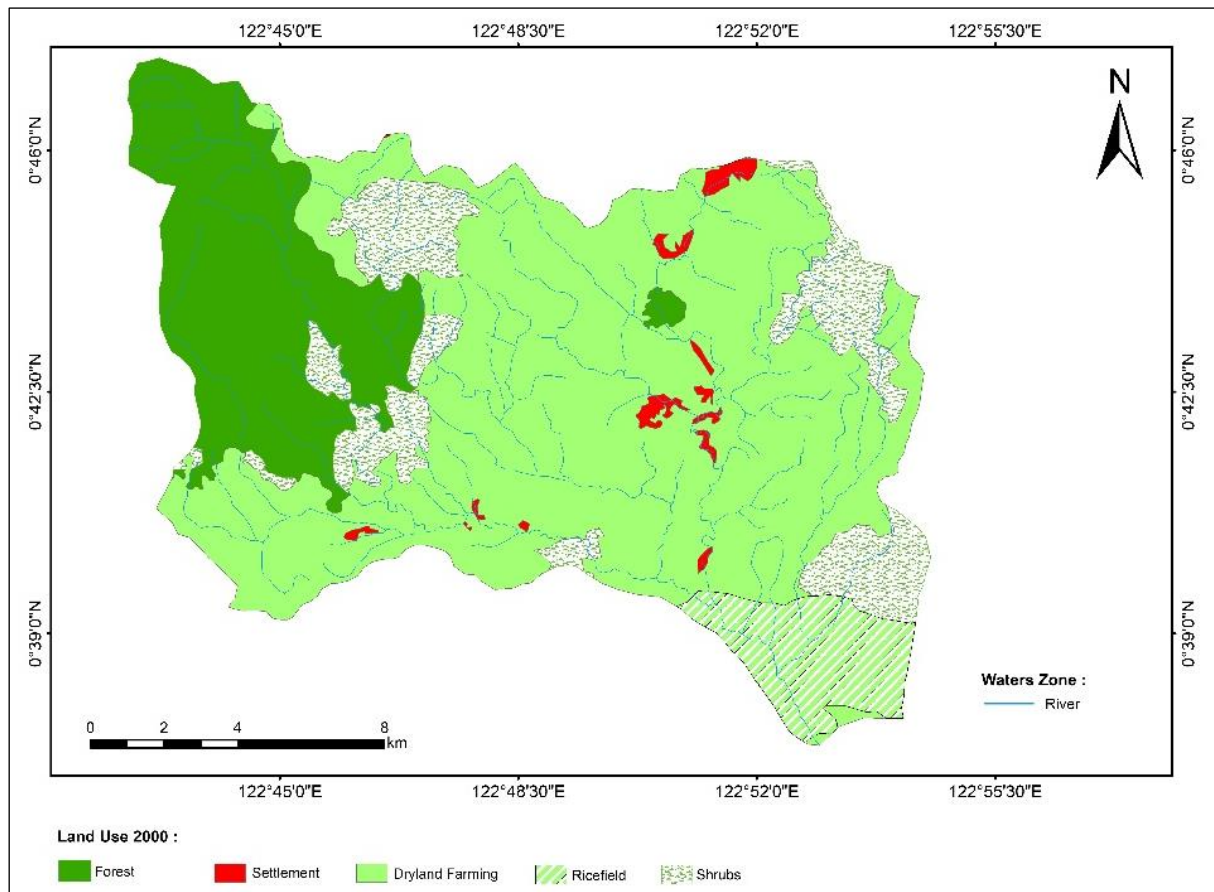 122°45'0"E 122°48'30"E 122°52'0"E 122°55'30"E
N
0°46'0"N 0°46'0"N
0°42'30"N 0°42'30"N
0°39'0"N 0°39'0"N
Waters Zone :
River
0 2 4 8
km
122°45'0"E 122°48'30"E 122°52'0"E 122°55'30"E
Land Use 2000 :
Forest Settlement Dryland Farming Ricefield Shrubs